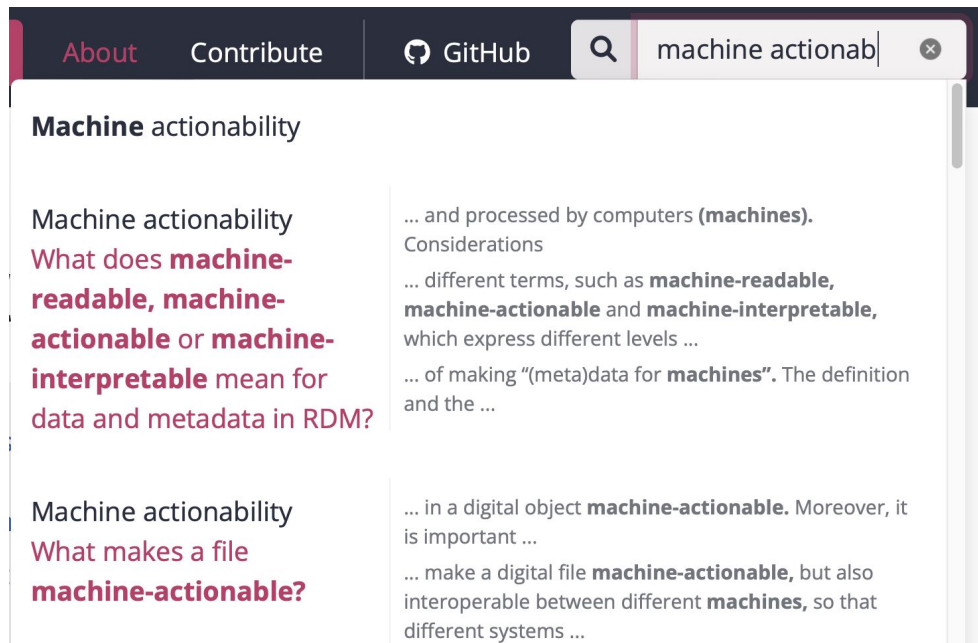 About Contribute GitHub machine actionab
Machine actionability
Machine actionability
What does machine-
readable, machine-
actionable or machine-
interpretable mean for
data and metadata in RDM?
... and processed by computers (machines).
Considerations
... different terms, such as machine-readable,
machine-actionable and machine-interpretable,
which express different levels ...
... of making “(meta)data for machines”. The definition
and the ...
Machine actionability
What makes a file
machine-actionable?
... in a digital object machine-actionable. Moreover, it
is important ...
... make a digital file machine-actionable, but also
interoperable between different machines, so that
different systems ...